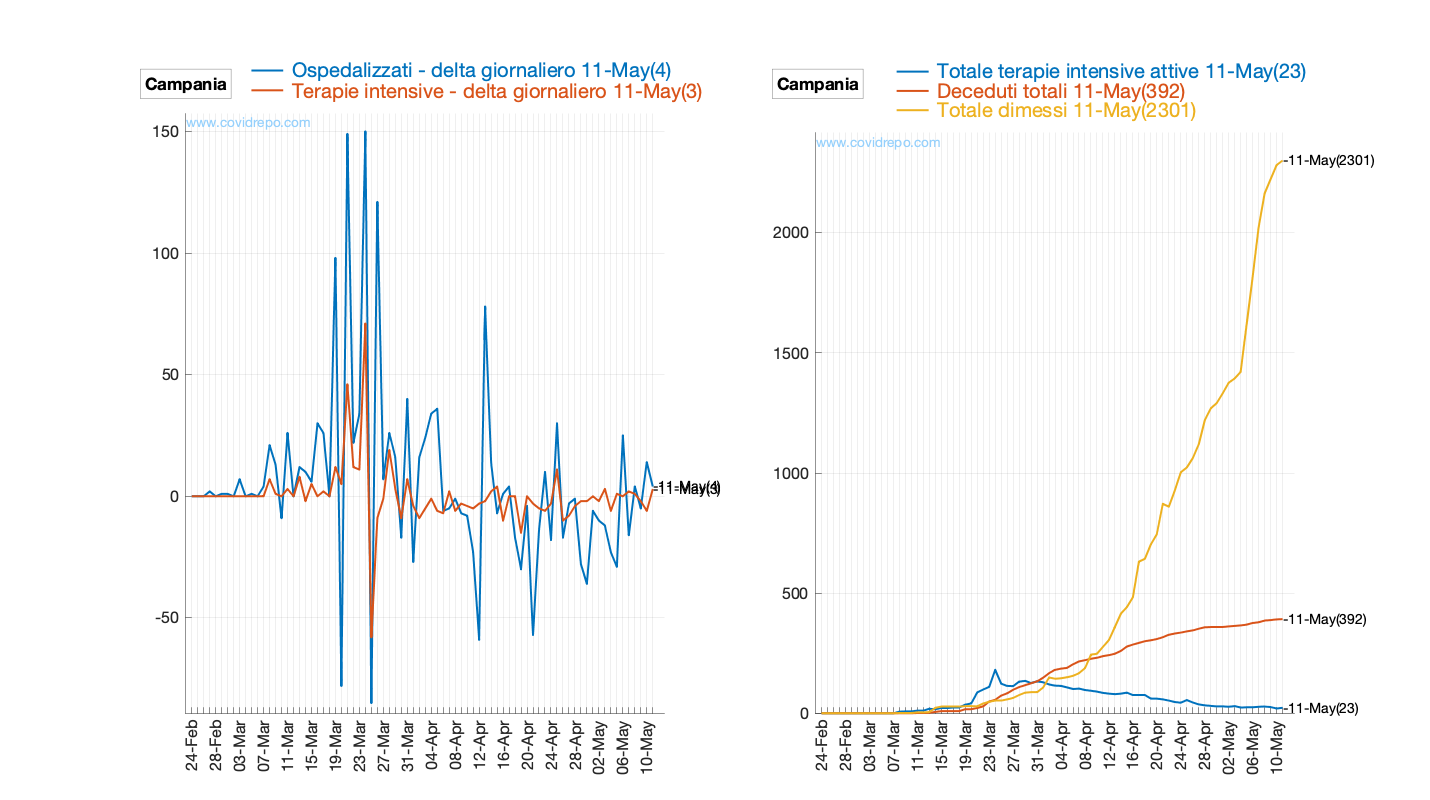 Campania
Ospedalizzati - delta giornaliero 11-May(4)
Terapie intensive - delta giornaliero 11-May(3)
www.covidrepo.com
150
100
50
0
-50
-11-May(4)
-11-May(3)
24-Feb
28-Feb
03-Mar
07-Mar
11-Mar
15-Mar
19-Mar
23-Mar
27-Mar
31-Mar
04-Apr
08-Apr
12-Apr
16-Apr
20-Apr
24-Apr
28-Apr
02-May
06-May
10-May
Campania
Totale terapie intensive attive 11-May(23)
Deceduti totali 11-May(392)
Totale dimessi 11-May(2301)
www.covidrepo.com
2000
1500
1000
500
0
-11-May(2301)
-11-May(392)
-11-May(23)
24-Feb
28-Feb
03-Mar
07-Mar
11-Mar
15-Mar
19-Mar
23-Mar
27-Mar
31-Mar
04-Apr
08-Apr
12-Apr
16-Apr
20-Apr
24-Apr
28-Apr
02-May
06-May
10-May